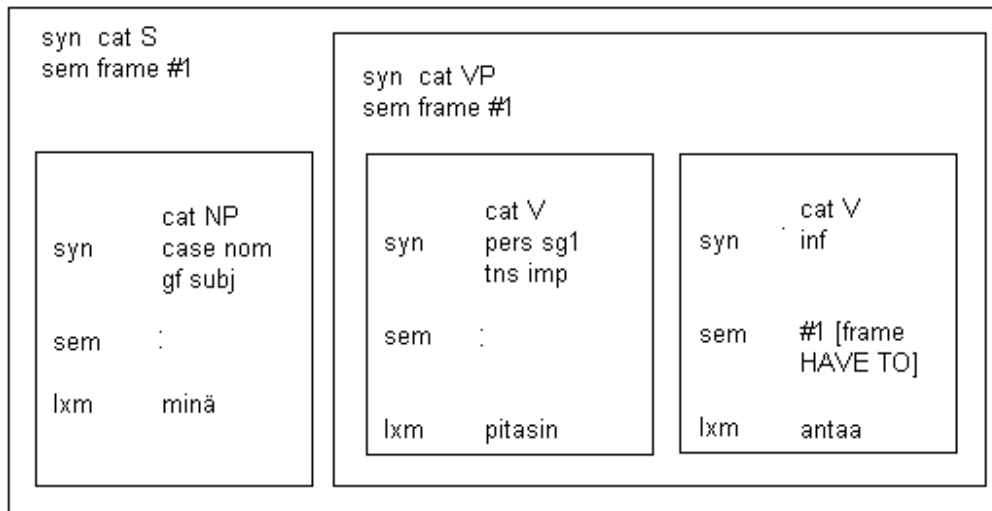 syn cat S
sem frame #1
syn cat VP
sem frame #1
cat NP
syn case nom
gf subj
sem :
lxm minä
cat V
syn pers sg1
tns imp
sem :
lxm pitasin
cat V
syn inf
sem #1 [frame
HAVE TO]
lxm antaa